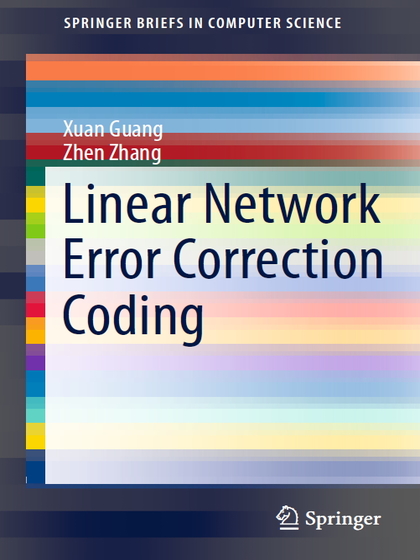 SPRINGER BRIEFS IN COMPUTER SCIENCE
Xuan Guang
Zhen Zhang
Linear Network
Error Correction
Coding
Springer